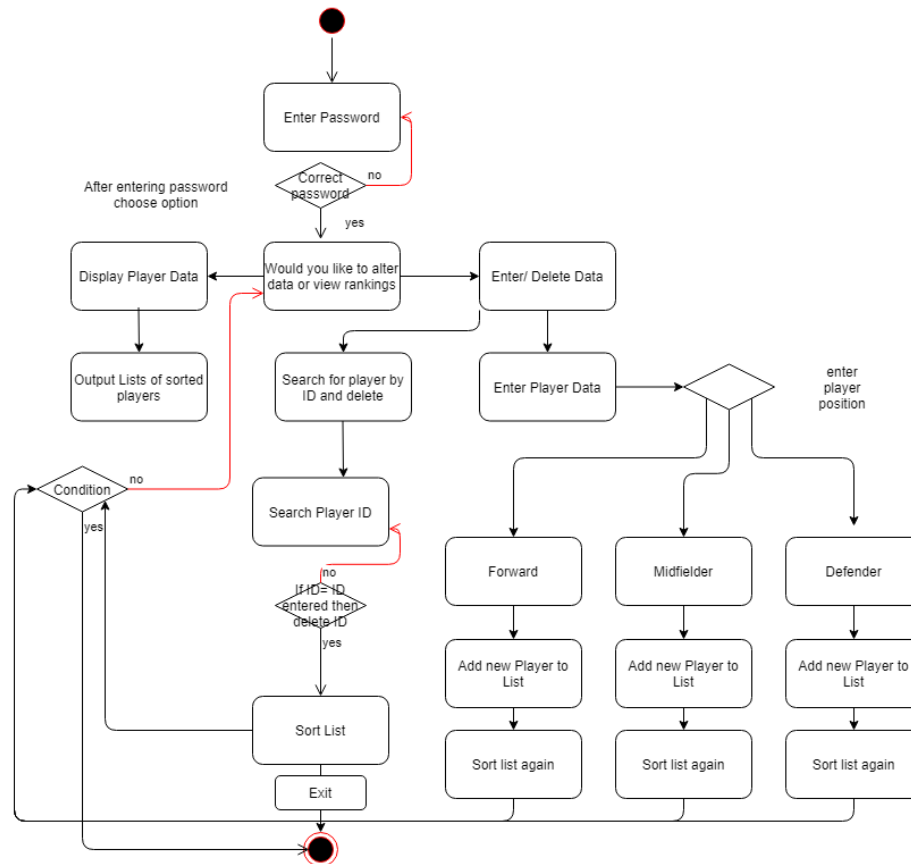 Enter Password
Correct
password
no
yes
After entering password
choose option
Display Player Data
Would you like to alter
data or view rankings
Enter/ Delete Data
Output Lists of sorted
players
Search for player by
ID and delete
Enter Player Data
enter
player
position
Condition
no
yes
Search Player ID
no
If ID= ID
entered then
delete ID
yes
Forward
Midfielder
Defender
Add new Player to
List
Add new Player to
List
Add new Player to
List
Sort List
Sort list again
Sort list again
Sort list again
Exit